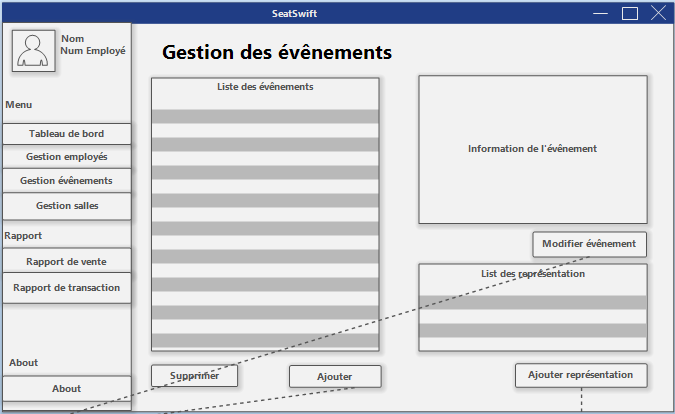 SeatSwift
Nom
Num Employé
Menu
Tableau de bord
Gestion employés
Gestion évênements
Gestion salles
Rapport
Rapport de vente
Rapport de transaction
About
About
Gestion des évênements
Liste des évênements
Supprimer
Ajouter
Information de l'évênement
Modifier évênement
List des représentation
Ajouter représentation